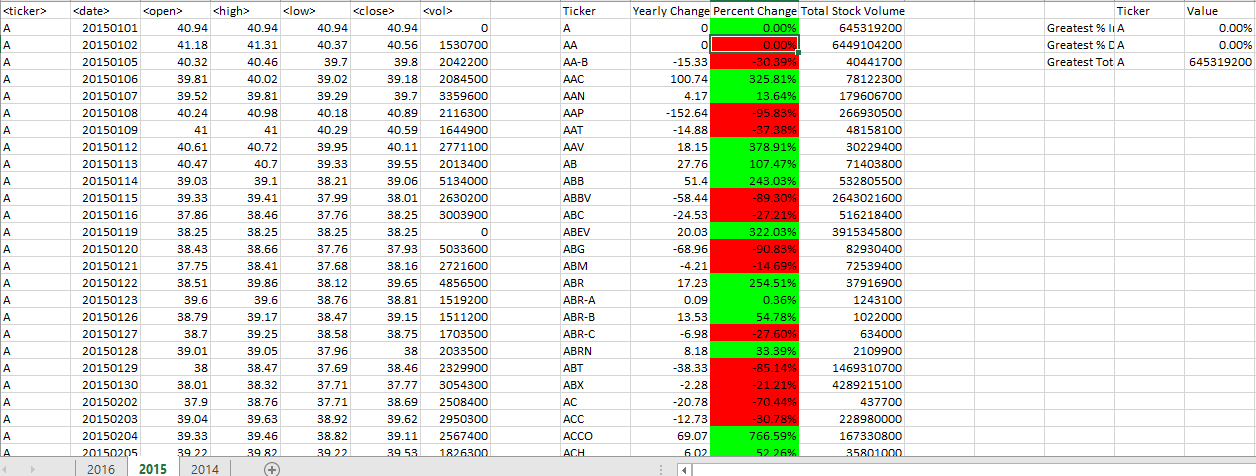 <ticker> <date> <open> <high> <low> <close> <vol> Ticker Yearly Change Percent Change Total Stock Volume Ticker Value
A 20150101 40.94 40.94 40.94 40.94 0 A 0 0.00% 645319200 Greatest % I A 0.00%
A 20150102 41.18 41.31 40.37 40.56 1530700 AA 0 0.00% 6449104200 Greatest % D A 0.00%
A 20150105 40.32 40.46 39.7 39.8 2042200 AA-B -15.33 -30.39% 40441700 Greatest Tot A 645319200
A 20150106 39.81 40.02 39.02 39.18 2084500 AAC 100.74 325.81% 78122300
A 20150107 39.52 39.81 39.29 39.7 3359600 AAN 4.17 13.64% 179606700
A 20150108 40.24 40.98 40.18 40.89 2116300 AAP -152.64 -95.83% 266930500
A 20150109 41 41 40.29 40.59 1644900 AAT -14.88 -37.38% 48158100
A 20150112 40.61 40.72 39.95 40.11 2771100 AAV 18.15 378.91% 30229400
A 20150113 40.47 40.7 39.33 39.55 2013400 AB 27.76 107.47% 71403800
A 20150114 39.03 39.1 38.21 39.06 5134000 ABB 51.4 243.03% 532805500
A 20150115 39.33 39.41 37.99 38.01 2630200 ABBV -58.44 -89.30% 2643021600
A 20150116 37.86 38.46 37.76 38.25 3003900 ABC -24.53 -27.21% 516218400
A 20150119 38.25 38.25 38.25 38.25 0 ABEV 20.03 322.03% 3915345800
A 20150120 38.43 38.66 37.76 37.93 5033600 ABG -68.96 -90.83% 82930400
A 20150121 37.75 38.41 37.68 38.16 2721600 ABM -4.21 -14.69% 72539400
A 20150122 38.51 39.86 38.12 39.65 4856500 ABR 17.23 254.51% 37916900
A 20150123 39.6 39.6 38.76 38.81 1519200 ABR-A 0.09 0.36% 1243100
A 20150126 38.79 39.17 38.47 39.15 1511200 ABR-B 13.53 54.78% 1022000
A 20150127 38.7 39.25 38.58 38.75 1703500 ABR-C -6.98 -27.60% 634000
A 20150128 39.01 39.05 37.96 38 2033500 ABRN 8.18 33.39% 2109900
A 20150129 38 38.47 37.69 38.46 2329900 ABT -38.33 -85.14% 1469310700
A 20150130 38.01 38.32 37.71 37.77 3054300 ABX -2.28 -21.21% 4289215100
A 20150202 37.9 38.76 37.71 38.69 2508400 AC -20.78 -70.44% 437700
A 20150203 39.04 39.63 38.92 39.62 2950300 ACC -12.73 -30.78% 228980000
A 20150204 39.33 39.46 38.82 39.11 2567400 ACCO 69.07 766.59% 167330800
A 20150205 39.22 39.82 39.22 39.53 1826300 ACH 6.02 52.26% 35801000
2016 2015 2014